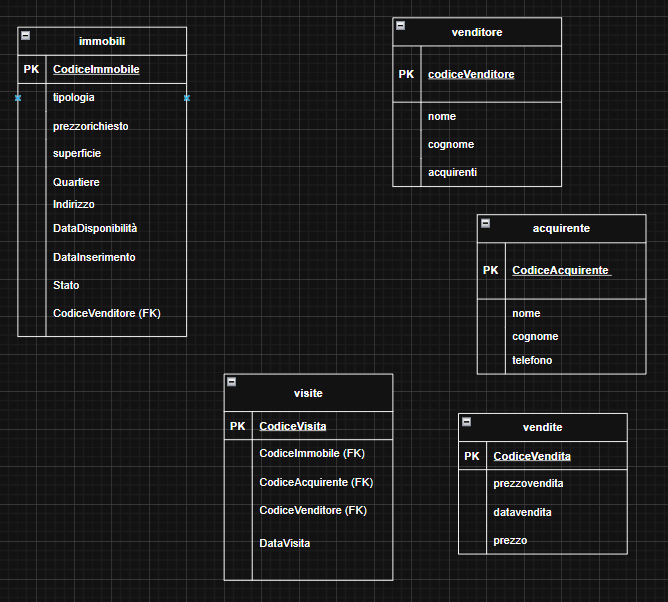 immobili
PK CodiceImmobile
tipologia
prezzorichiesto
superficie
Quartiere
Indirizzo
DataDisponibilità
DataInserimento
Stato
CodiceVenditore (FK)
venditore
PK codiceVenditore
nome
cognome
acquirenti
acquirente
PK CodiceAcquirente
nome
cognome
telefono
visite
PK CodiceVisita
CodiceImmobile (FK)
CodiceAcquirente (FK)
CodiceVenditore (FK)
DataVisita
vendite
PK CodiceVendita
prezzovendita
datavendita
prezzo